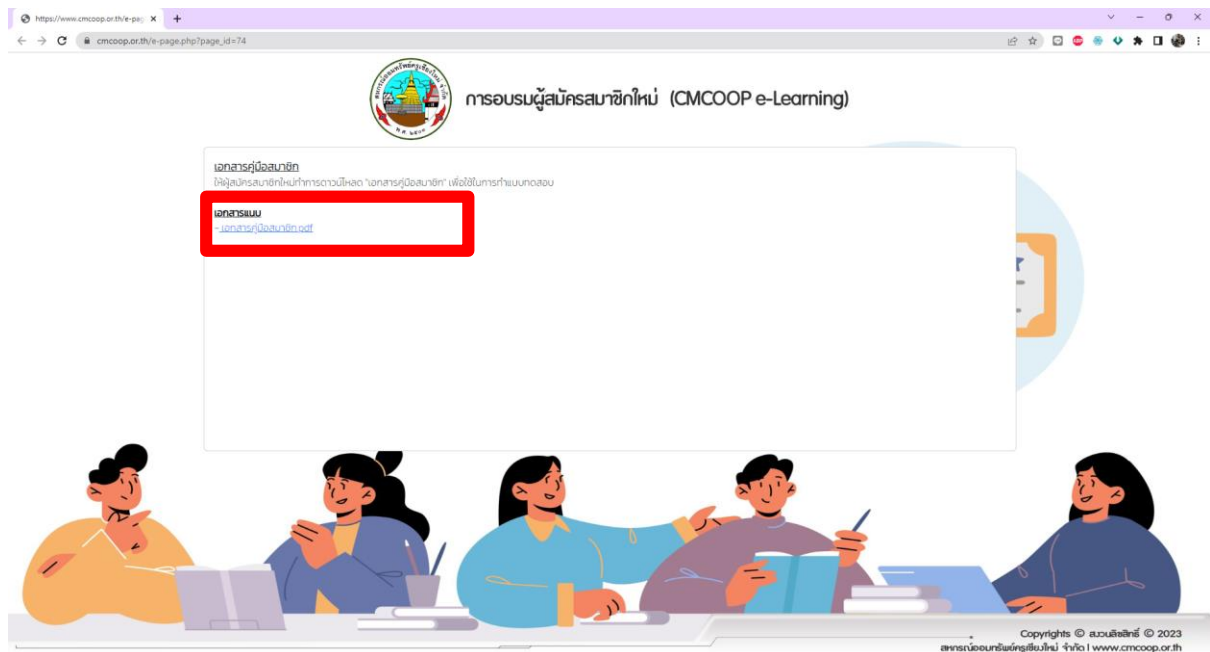 https://www.cmcoop.or.th/e-pag
cmcoop.or.th/e-page.php?page_id=74
การอบรมผู้สมัครสมาชิกใหม่ (CMCOOP e-Learning)
เอกสารคู่มือสมาชิก
ให้ผู้สมัครสมาชิกใหม่ทำการดาวน์โหลด "เอกสารคู่มือสมาชิก" เพื่อใช้ในการทำแบบทดสอบ
เอกสารแนบ
- เอกสารคู่มือสมาชิก.pdf
Copyrights © สงวนลิขสิทธิ์ © 2023
สหกรณ์ออมทรัพย์ครูเชียงใหม่ จำกัด l www.cmcoop.or.th